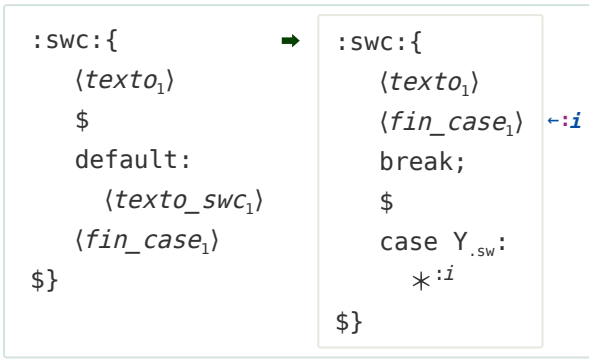 :swc:{
⟨texto₁⟩
$
default:
⟨texto_swc₁⟩
⟨fin_case₁⟩
$}
➡
:swc:{
⟨texto₁⟩
⟨fin_case₁⟩ ←:i
break;
$
case Y.sw:
＊:i
$}